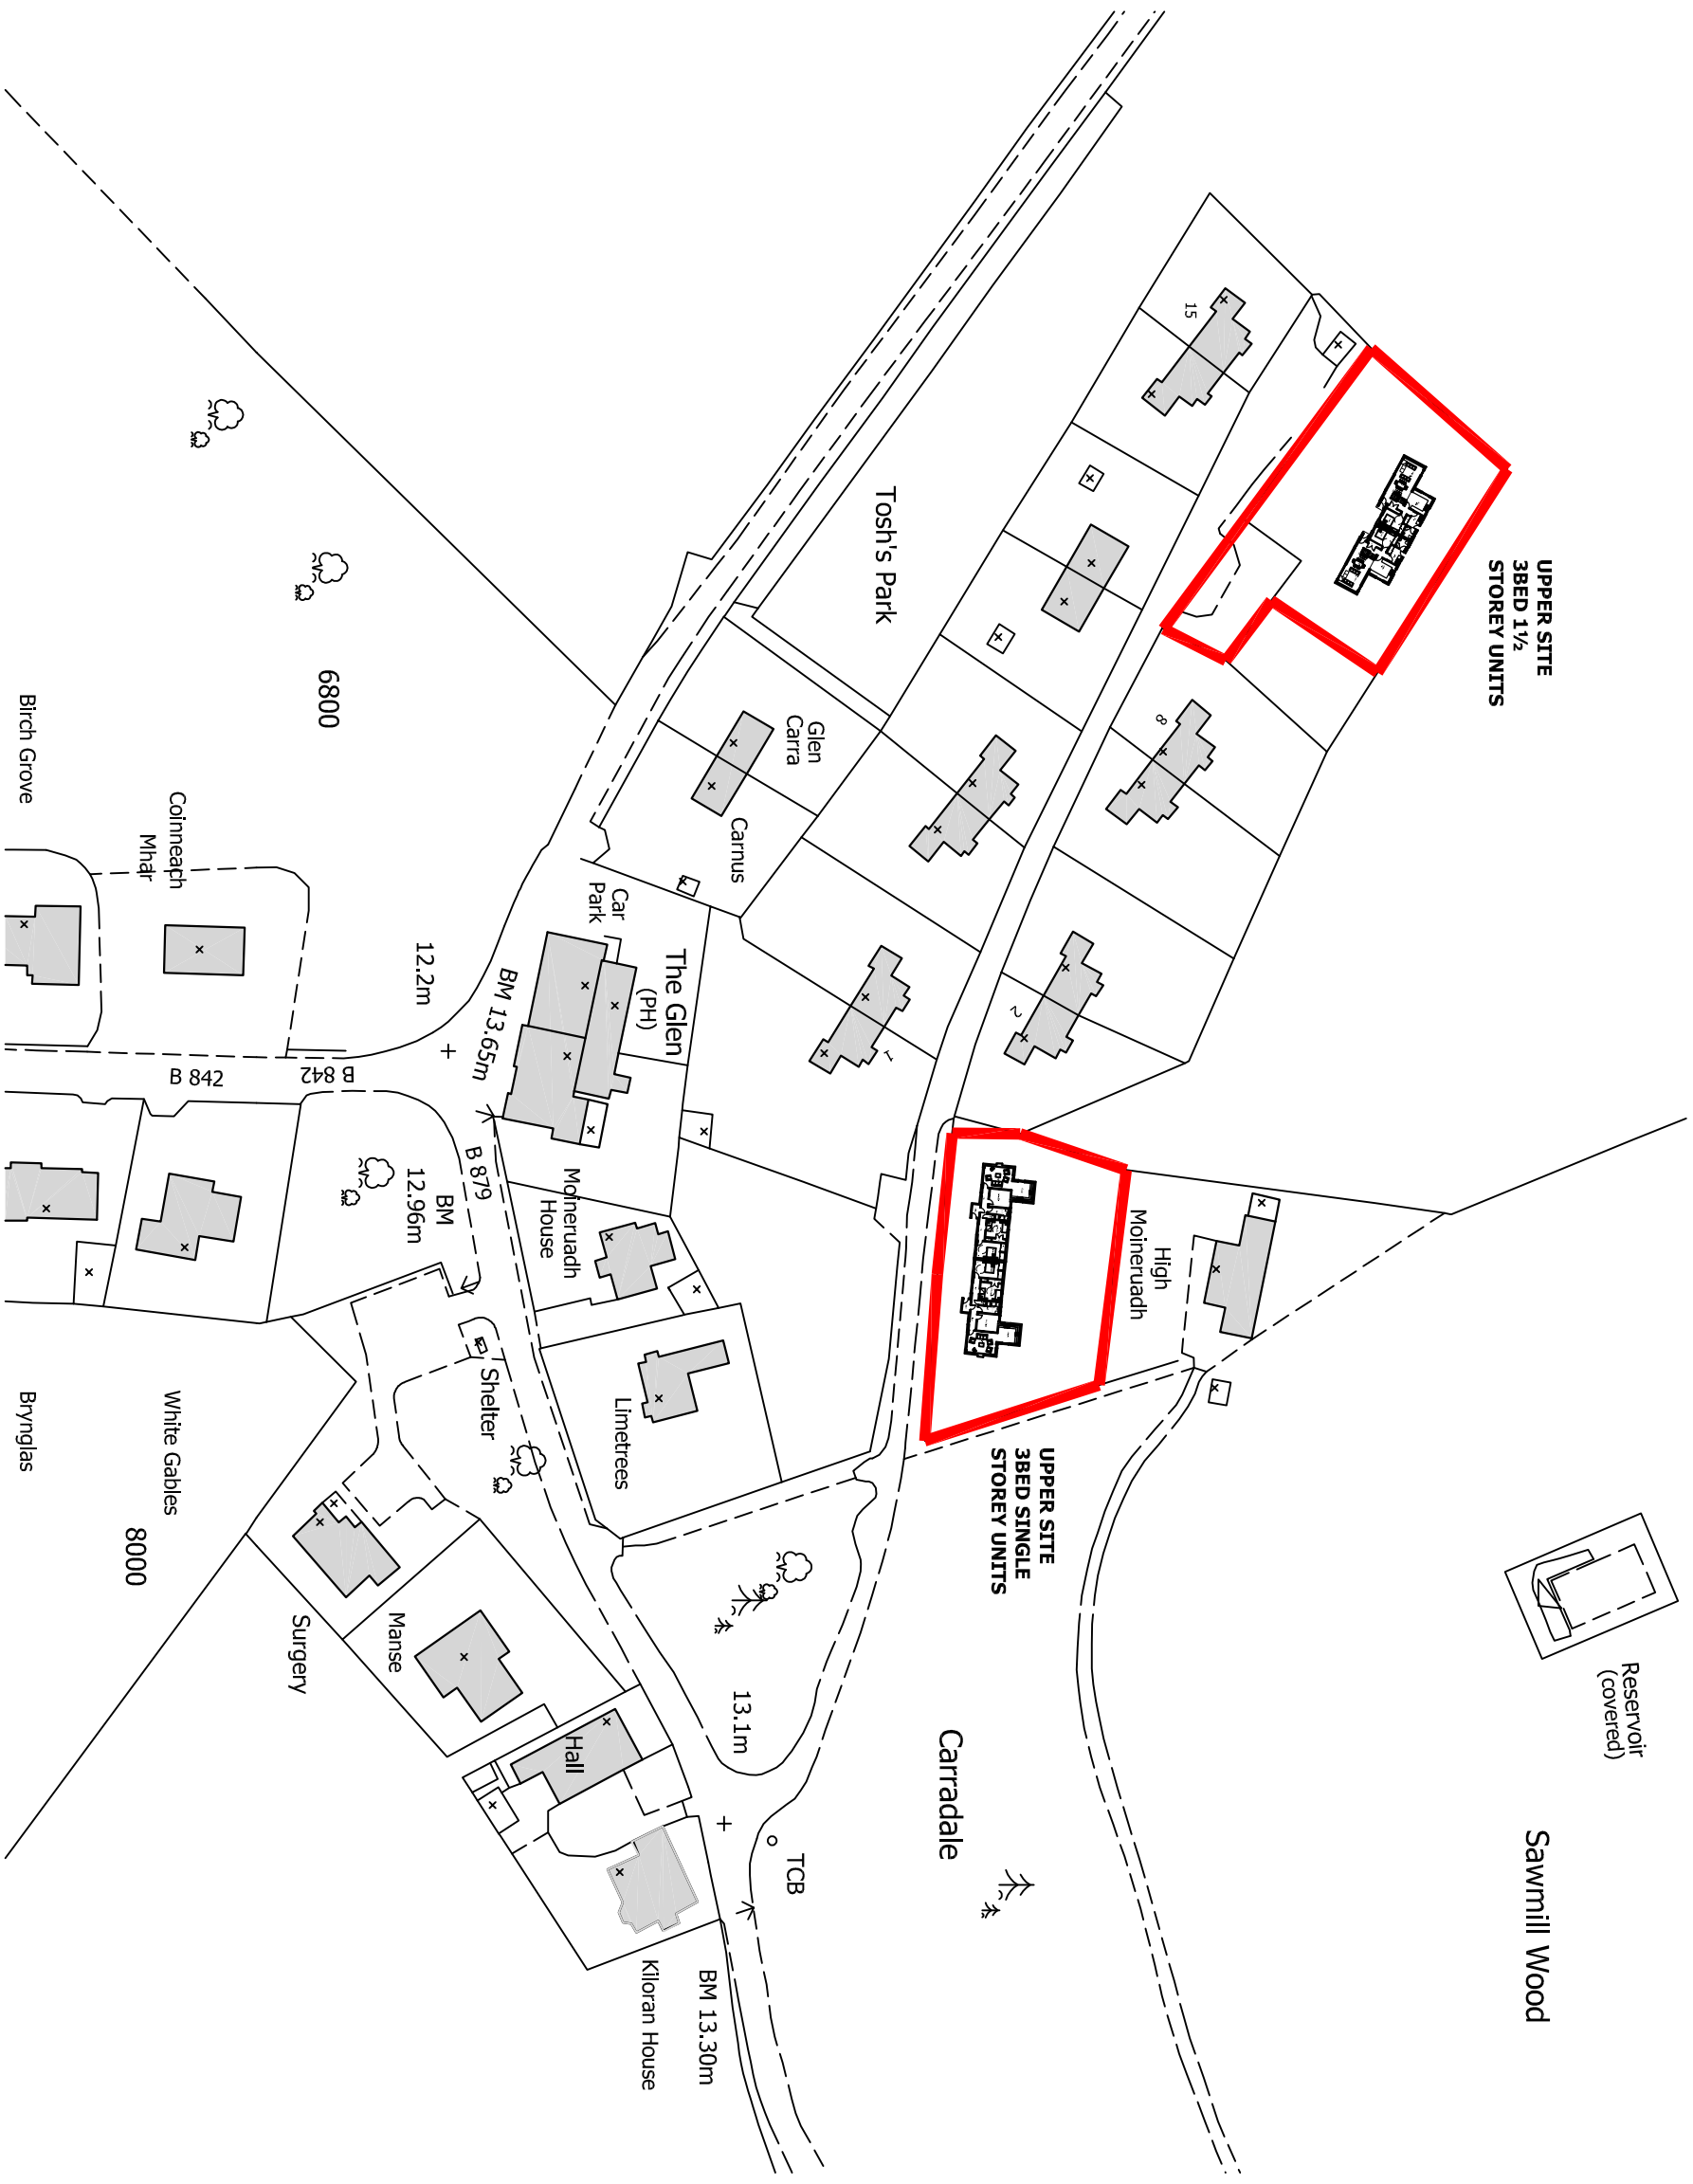 Sawmill Wood
Reservoir
(covered)
UPPER SITE
3BED 1½
STOREY UNITS
High
Moineruadh
UPPER SITE
3BED SINGLE
STOREY UNITS
Carradale
15
8
2
1
Tosh's Park
Glen
Carra
Carnus
Car
Park
The Glen
(PH)
TCB
13.1m
BM 13.30m
Kiloran House
Limetrees
Moineruadh
House
Hall
BM 13.65m
B 879
Shelter
12.2m
BM
12.96m
Manse
6800
B 842
B 842
Surgery
Coinneach
Mhar
White Gables
8000
Birch Grove
Brynglas